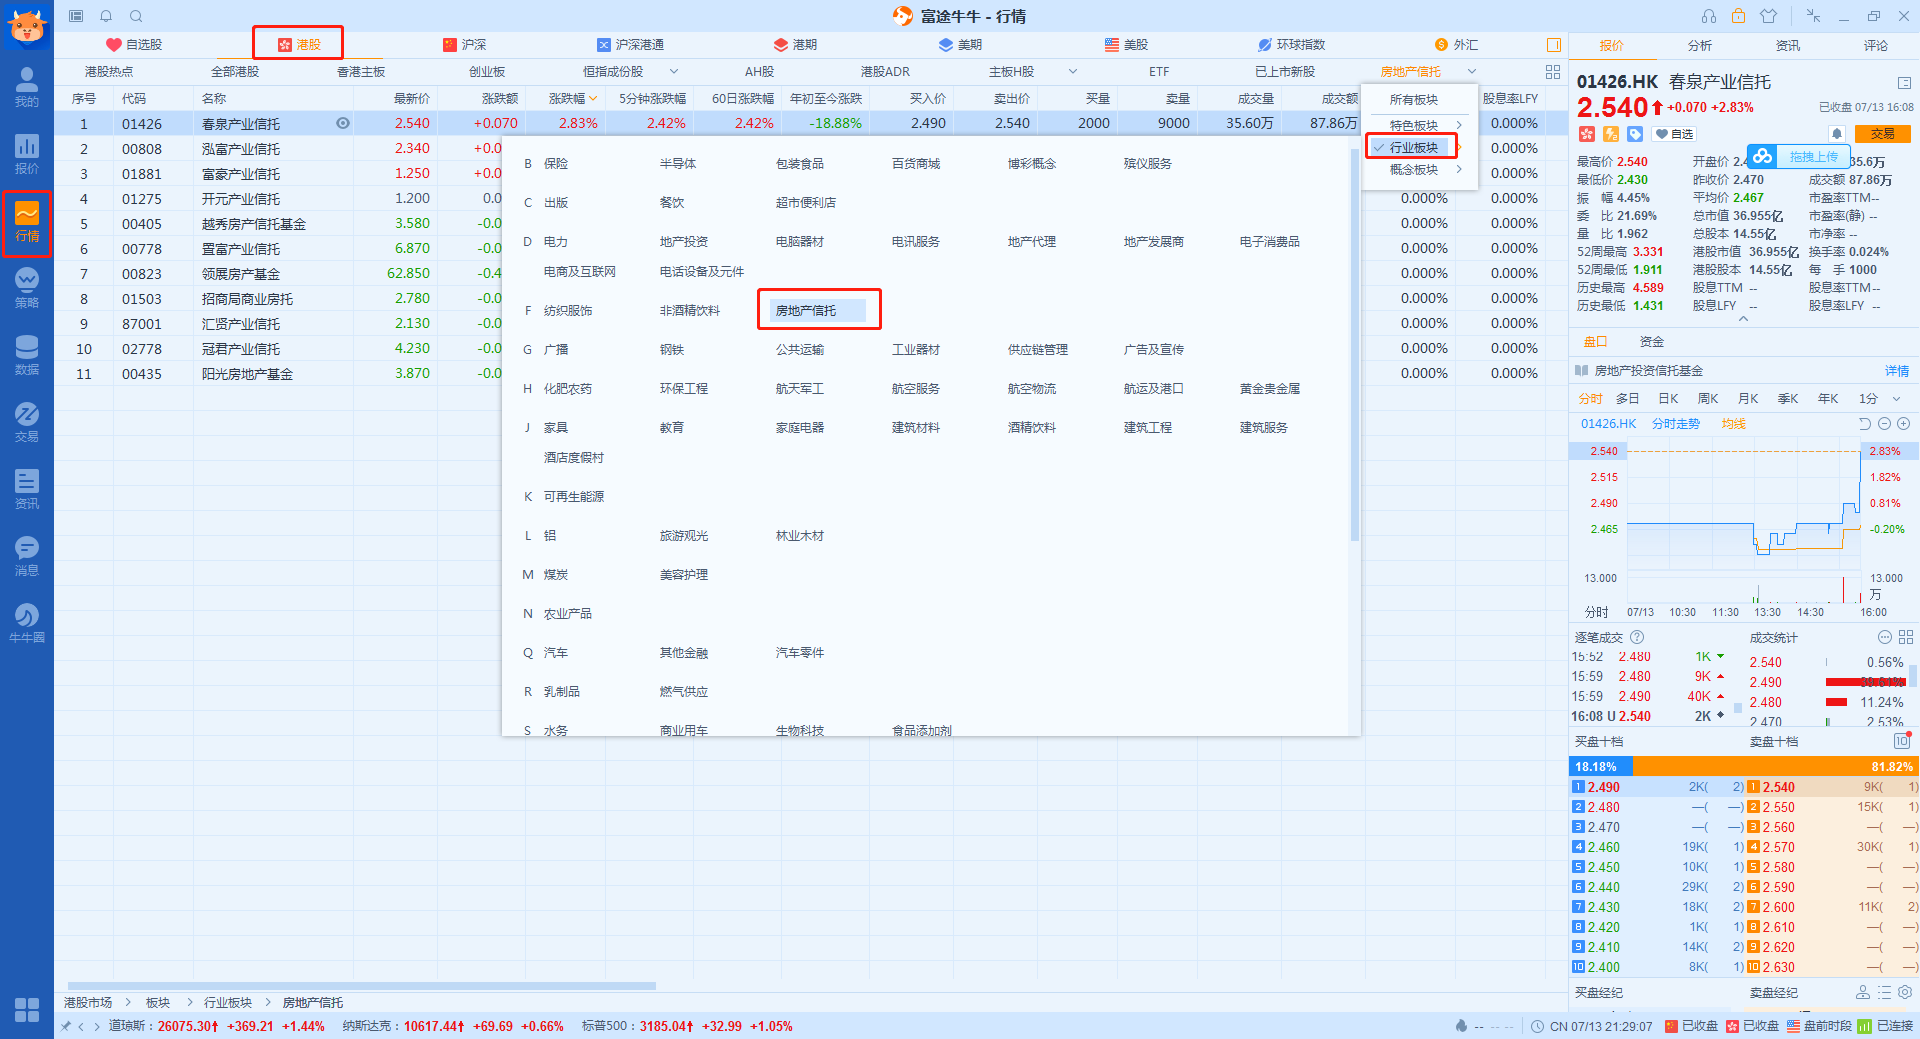 富途牛牛 - 行情
自选股 港股 沪深 沪深港通 港期 美期 美股 环球指数 外汇
港股热点 全部港股 香港主板 创业板 恒指成份股 AH股 港股ADR 主板H股 ETF 已上市新股 房地产信托
序号 代码 名称 最新价 涨跌额 涨跌幅 5分钟涨跌幅 60日涨跌幅 年初至今涨跌 买入价 卖出价 买量 卖量 成交量 成交额 股息率LFY
1 01426 春泉产业信托 2.540 +0.070 2.83% 2.42% 2.42% -18.88% 2.490 2.540 2000 9000 35.60万 87.86万 0.000%
2 00808 泓富产业信托 2.340 +0.0 0.000%
3 01881 富豪产业信托 1.250 +0.0 0.000%
4 01275 开元产业信托 1.200 0.0 0.000% 0.000%
5 00405 越秀房产信托基金 3.580 -0.0 0.000% 0.000%
6 00778 置富产业信托 6.870 -0.0 0.000% 0.000%
7 00823 领展房产基金 62.850 -0.4 0.000% 0.000%
8 01503 招商局商业房托 2.780 -0.0 0.000% 0.000%
9 87001 汇贤产业信托 2.130 -0.0 0.000% 0.000%
10 02778 冠君产业信托 4.230 -0.0 0.000% 0.000%
11 00435 阳光房地产基金 3.870 -0.0 0.000% 0.000%
所有板块
特色板块
行业板块
概念板块
B 保险 半导体 包装食品 百货商城 博彩概念 殡仪服务
C 出版 餐饮 超市便利店
D 电力 地产投资 电脑器材 电讯服务 地产代理 地产发展商 电子消费品
电商及互联网 电话设备及元件
F 纺织服饰 非酒精饮料 房地产信托
G 广播 钢铁 公共运输 工业器材 供应链管理 广告及宣传
H 化肥农药 环保工程 航天军工 航空服务 航空物流 航运及港口 黄金贵金属
J 家具 教育 家庭电器 建筑材料 酒精饮料 建筑工程 建筑服务
酒店度假村
K 可再生能源
L 铝 旅游观光 林业木材
M 煤炭 美容护理
N 农业产品
Q 汽车 其他金融 汽车零件
R 乳制品 燃气供应
S 水务 商业用车 生物科技 食品添加剂
我的
报价
行情
策略
数据
交易
资讯
消息
牛牛圈
报价 分析 资讯 评论
01426.HK 春泉产业信托
2.540 +0.070 +2.83% 已收盘 07/13 16:08
自选 交易
拖拽上传
最高价 2.540 开盘价 2.4 35.6万
最低价 2.430 昨收价 2.470 成交额 87.86万
振 幅 4.45% 平均价 2.467 市盈率TTM--
委 比 21.69% 总市值 36.955亿 市盈率(静) --
量 比 1.962 总股本 14.55亿 市净率 --
52周最高 3.331 港股市值 36.955亿 换手率 0.024%
52周最低 1.911 港股股本 14.55亿 每 手 1000
历史最高 4.589 股息TTM -- 股息率TTM--
历史最低 1.431 股息LFY -- 股息率LFY --
盘口 资金
房地产投资信托基金 详情
分时 多日 日K 周K 月K 季K 年K 1分
01426.HK 分时走势 均线
2.540 2.83%
2.515 1.82%
2.490 0.81%
2.465 -0.20%
13.000 13.000
万
分时 07/13 10:30 11:30 13:30 14:30 16:00
逐笔成交 成交统计
15:52 2.480 1K
15:59 2.480 9K
15:59 2.490 40K
16:08 U 2.540 2K
2.540 0.56%
2.490
2.480 11.24%
2.470 2.53%
买盘十档 卖盘十档 10
18.18% 81.82%
1 2.490 2K( 2) 1 2.540 9K( 1)
2 2.480 —( —) 2 2.550 15K( 1)
3 2.470 —( —) 3 2.560 —( —)
4 2.460 19K( 1) 4 2.570 30K( 1)
5 2.450 10K( 1) 5 2.580 —( —)
6 2.440 29K( 2) 6 2.590 —( —)
7 2.430 18K( 2) 7 2.600 11K( 2)
8 2.420 1K( 1) 8 2.610 —( —)
9 2.410 14K( 2) 9 2.620 —( —)
10 2.400 8K( 1) 10 2.630 —( —)
买盘经纪 卖盘经纪
港股市场 > 板块 > 行业板块 > 房地产信托
道琼斯: 26075.30 +369.21 +1.44% 纳斯达克: 10617.44 +69.69 +0.66% 标普500: 3185.04 +32.99 +1.05%
-- -- -- CN 07/13 21:29:07 已收盘 已收盘 盘前时段 已连接